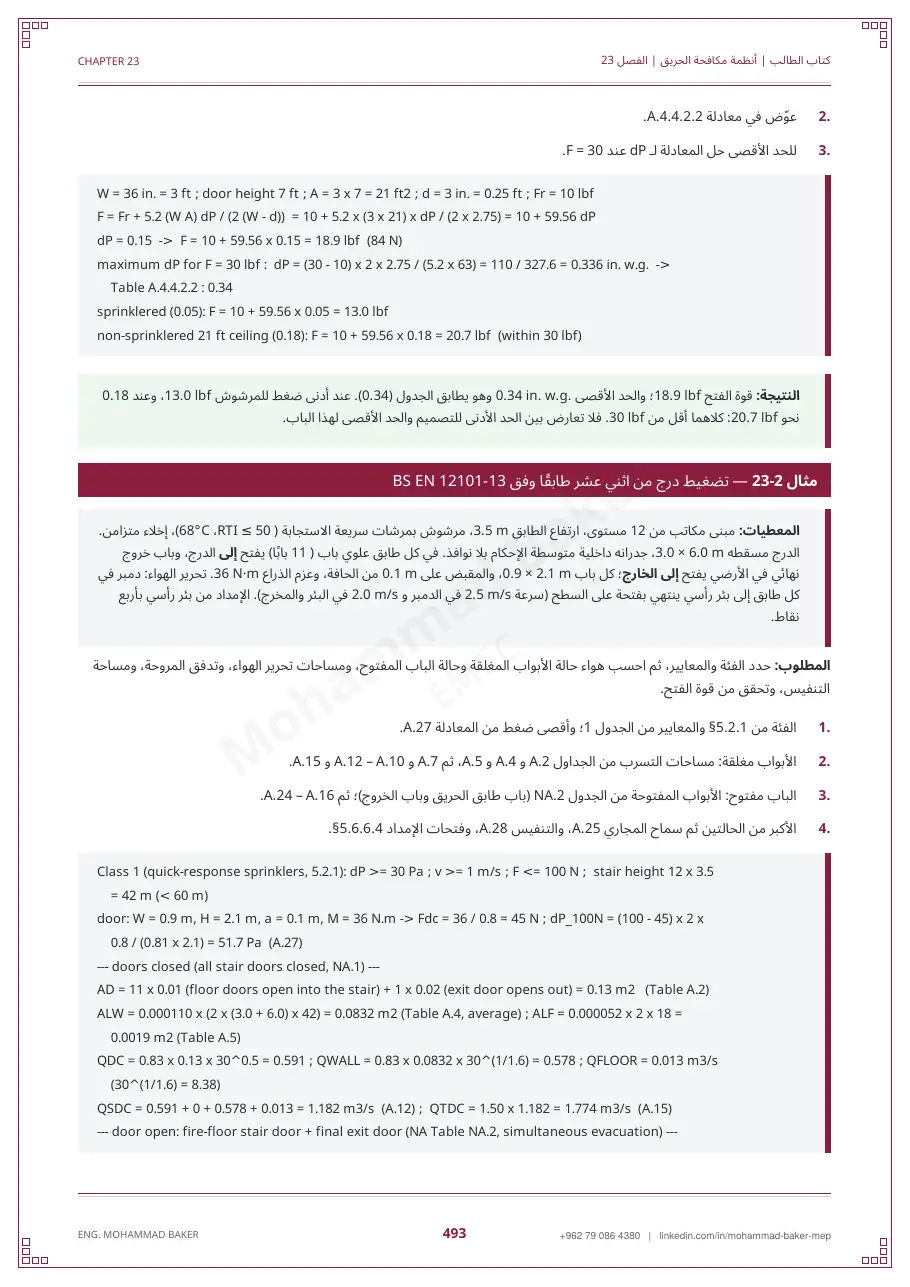 كتاب الطالب | أنظمة مكافحة الحريق | الفصل 23
CHAPTER 23
2. عوّض في معادلة A.4.4.2.2.
3. للحد الأقصى حل المعادلة لـ dP عند F = 30.
W = 36 in. = 3 ft ; door height 7 ft ; A = 3 x 7 = 21 ft2 ; d = 3 in. = 0.25 ft ; Fr = 10 lbf
F = Fr + 5.2 (W A) dP / (2 (W - d)) = 10 + 5.2 x (3 x 21) x dP / (2 x 2.75) = 10 + 59.56 dP
dP = 0.15 -> F = 10 + 59.56 x 0.15 = 18.9 lbf (84 N)
maximum dP for F = 30 lbf : dP = (30 - 10) x 2 x 2.75 / (5.2 x 63) = 110 / 327.6 = 0.336 in. w.g. ->
Table A.4.4.2.2 : 0.34
sprinklered (0.05): F = 10 + 59.56 x 0.05 = 13.0 lbf
non-sprinklered 21 ft ceiling (0.18): F = 10 + 59.56 x 0.18 = 20.7 lbf (within 30 lbf)
النتيجة: قوة الفتح 18.9 lbf؛ والحد الأقصى 0.34 in. w.g. وهو يطابق الجدول (0.34). عند أدنى ضغط للمرشوش 13.0 lbf، وعند 0.18
نحو 20.7 lbf: كلاهما أقل من 30 lbf. فلا تعارض بين الحد الأدنى للتصميم والحد الأقصى لهذا الباب.
مثال 2-23 — تضغيط درج من اثني عشر طابقًا وفق BS EN 12101-13
المعطيات: مبنى مكاتب من 12 مستوى، ارتفاع الطابق 3.5 m، مرشوش بمرشات سريعة الاستجابة (RTI ≤ 50، 68°C)، إخلاء متزامن.
الدرج مسقطه 3.0 × 6.0 m، جدرانه داخلية متوسطة الإحكام بلا نوافذ. في كل طابق علوي باب (11 بابًا) يفتح إلى الدرج، وباب خروج
نهائي في الأرضي يفتح إلى الخارج؛ كل باب 0.9 × 2.1 m، والمقبض على 0.1 m من الحافة، وعزم الذراع 36 N·m. تحرير الهواء: دمبر في
كل طابق إلى بئر رأسي ينتهي بفتحة على السطح (سرعة 2.5 m/s في الدمبر و 2.0 m/s في البئر والمخرج). الإمداد من بئر رأسي بأربع
نقاط.
المطلوب: حدد الفئة والمعايير، ثم احسب هواء حالة الأبواب المغلقة وحالة الباب المفتوح، ومساحات تحرير الهواء، وتدفق المروحة، ومساحة
التنفيس، وتحقق من قوة الفتح.
1. الفئة من §5.2.1 والمعايير من الجدول 1؛ وأقصى ضغط من المعادلة A.27.
2. الأبواب مغلقة: مساحات التسرب من الجداول A.2 و A.4 و A.5، ثم A.7 و A.10 – A.12 و A.15.
3. الباب مفتوح: الأبواب المفتوحة من الجدول NA.2 (باب طابق الحريق وباب الخروج)؛ ثم A.16 – A.24.
4. الأكبر من الحالتين ثم سماح المجاري A.25، والتنفيس A.28، وفتحات الإمداد §5.6.6.4.
Class 1 (quick-response sprinklers, 5.2.1): dP >= 30 Pa ; v >= 1 m/s ; F <= 100 N ; stair height 12 x 3.5
= 42 m (< 60 m)
door: W = 0.9 m, H = 2.1 m, a = 0.1 m, M = 36 N.m -> Fdc = 36 / 0.8 = 45 N ; dP_100N = (100 - 45) x 2 x
0.8 / (0.81 x 2.1) = 51.7 Pa (A.27)
--- doors closed (all stair doors closed, NA.1) ---
AD = 11 x 0.01 (floor doors open into the stair) + 1 x 0.02 (exit door opens out) = 0.13 m2 (Table A.2)
ALW = 0.000110 x (2 x (3.0 + 6.0) x 42) = 0.0832 m2 (Table A.4, average) ; ALF = 0.000052 x 2 x 18 =
0.0019 m2 (Table A.5)
QDC = 0.83 x 0.13 x 30^0.5 = 0.591 ; QWALL = 0.83 x 0.0832 x 30^(1/1.6) = 0.578 ; QFLOOR = 0.013 m3/s
(30^(1/1.6) = 8.38)
QSDC = 0.591 + 0 + 0.578 + 0.013 = 1.182 m3/s (A.12) ; QTDC = 1.50 x 1.182 = 1.774 m3/s (A.15)
--- door open: fire-floor stair door + final exit door (NA Table NA.2, simultaneous evacuation) ---
ENG. MOHAMMAD BAKER
493
+962 79 086 4380 | linkedin.com/in/mohammad-baker-mep